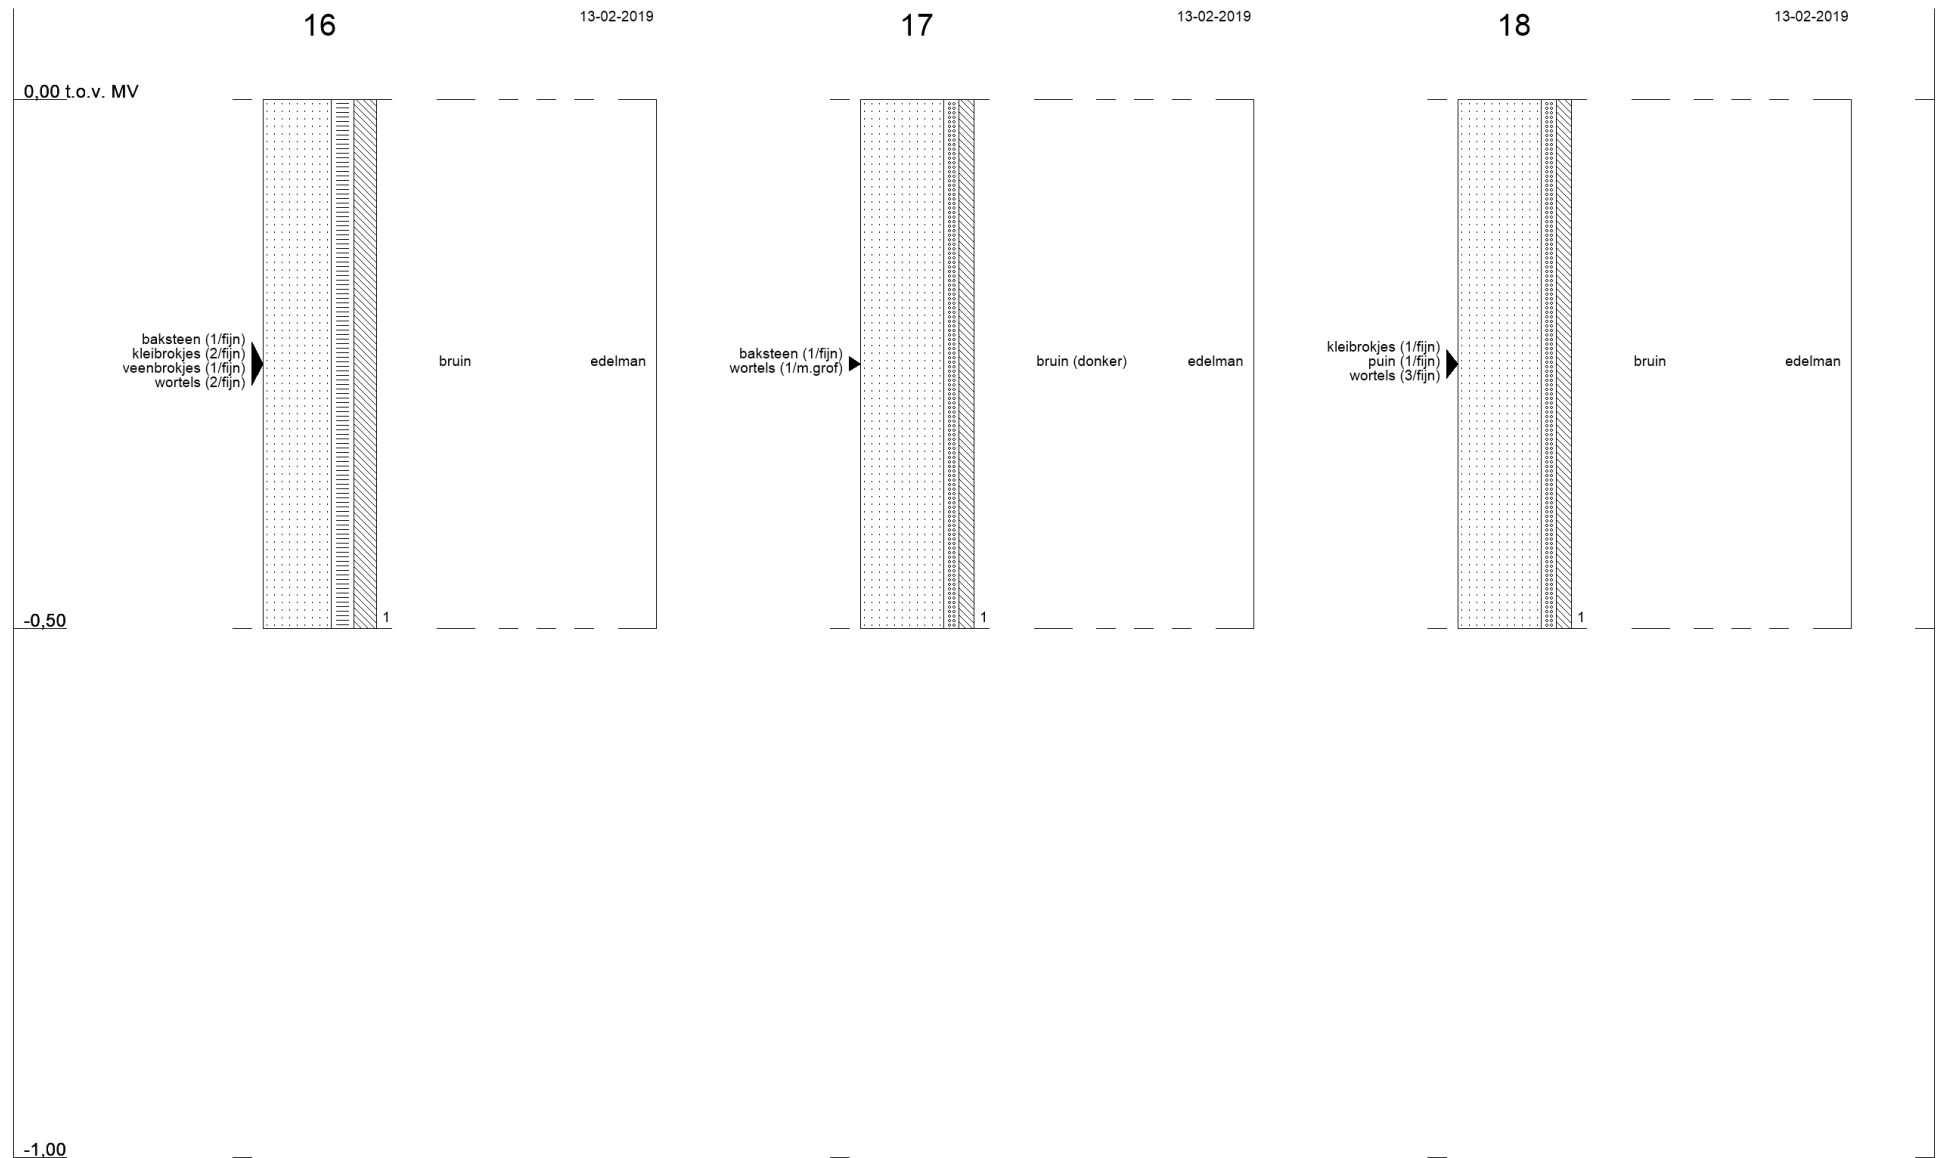 16
13-02-2019
17
13-02-2019
18
13-02-2019
0,00 t.o.v. MV
baksteen (1/fijn)
kleibrokjes (2/fijn)
veenbrokjes (1/fijn)
wortels (2/fijn)
bruin
edelman
baksteen (1/fijn)
wortels (1/m.grof)
bruin (donker)
edelman
kleibrokjes (1/fijn)
puin (1/fijn)
wortels (3/fijn)
bruin
edelman
-0,50
1
1
1
-1,00